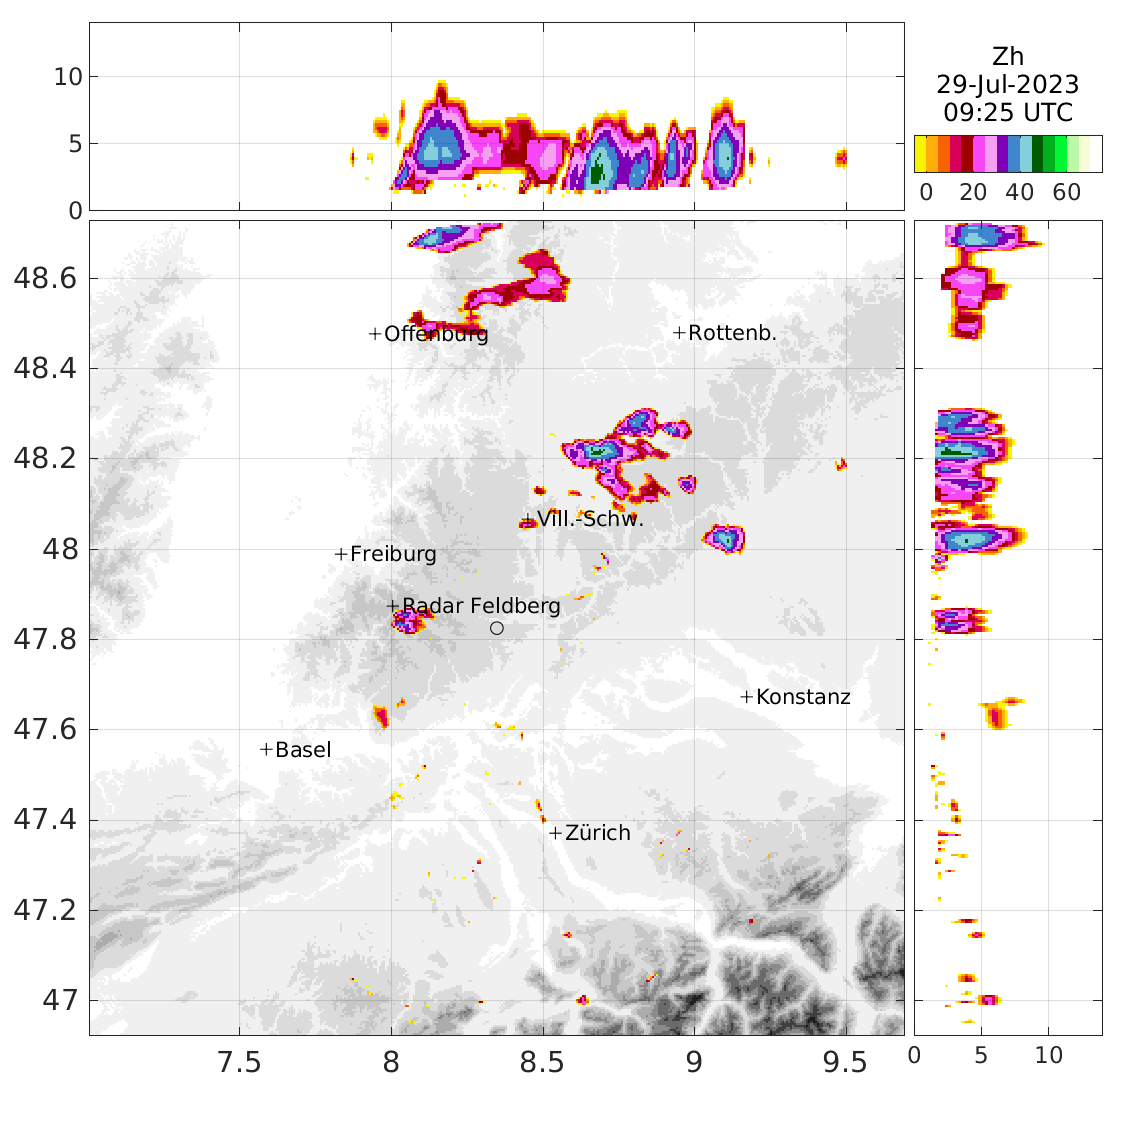 Zh
29-Jul-2023
09:25 UTC
0 20 40 60
10
5
0
48.6
48.4
48.2
48
47.8
47.6
47.4
47.2
47
+Offenburg
+Rottenb.
+Vill.-Schw.
+Freiburg
+Radar Feldberg
+Konstanz
+Basel
+Zürich
7.5 8 8.5 9 9.5
0 5 10